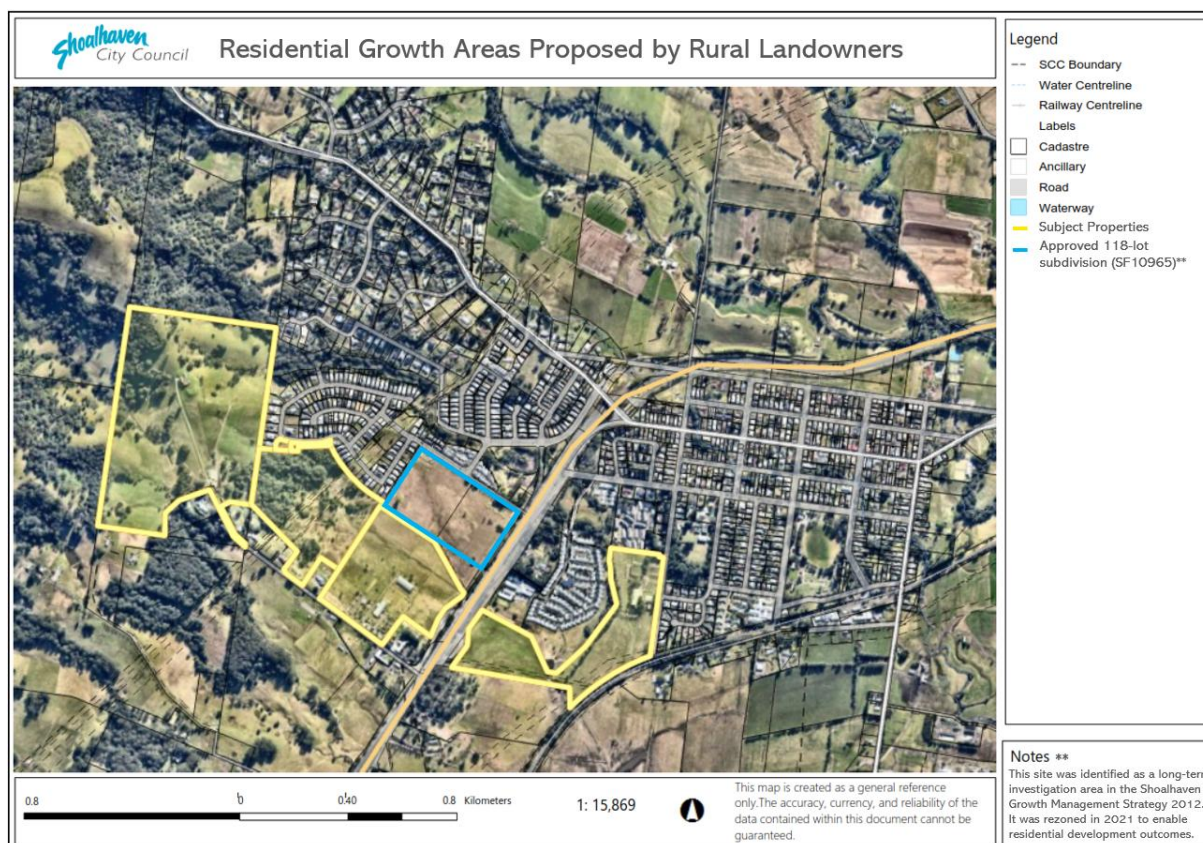 Shoalhaven
City Council
Residential Growth Areas Proposed by Rural Landowners
Legend
SCC Boundary
Water Centreline
Railway Centreline
Labels
Cadastre
Ancillary
Road
Waterway
Subject Properties
Approved 118-lot
subdivision (SF10965)**
Notes **
This site was identified as a long-term
investigation area in the Shoalhaven
Growth Management Strategy 2012.
It was rezoned in 2021 to enable
residential development outcomes.
0.8 0 0.40 0.8 Kilometers
1: 15,869
This map is created as a general reference
only.The accuracy, currency, and reliability of the
data contained within this document cannot be
guaranteed.